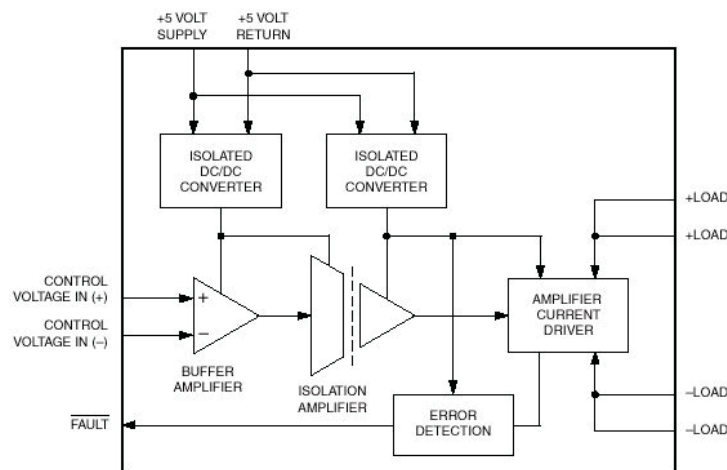 +5 VOLT
SUPPLY
+5 VOLT
RETURN
ISOLATED
DC/DC
CONVERTER
ISOLATED
DC/DC
CONVERTER
+LOAD
+LOAD
CONTROL
VOLTAGE IN (+)
+
AMPLIFIER
CURRENT
DRIVER
CONTROL
VOLTAGE IN (–)
–
BUFFER
AMPLIFIER
ISOLATION
AMPLIFIER
–LOAD
FAULT
ERROR
DETECTION
–LOAD